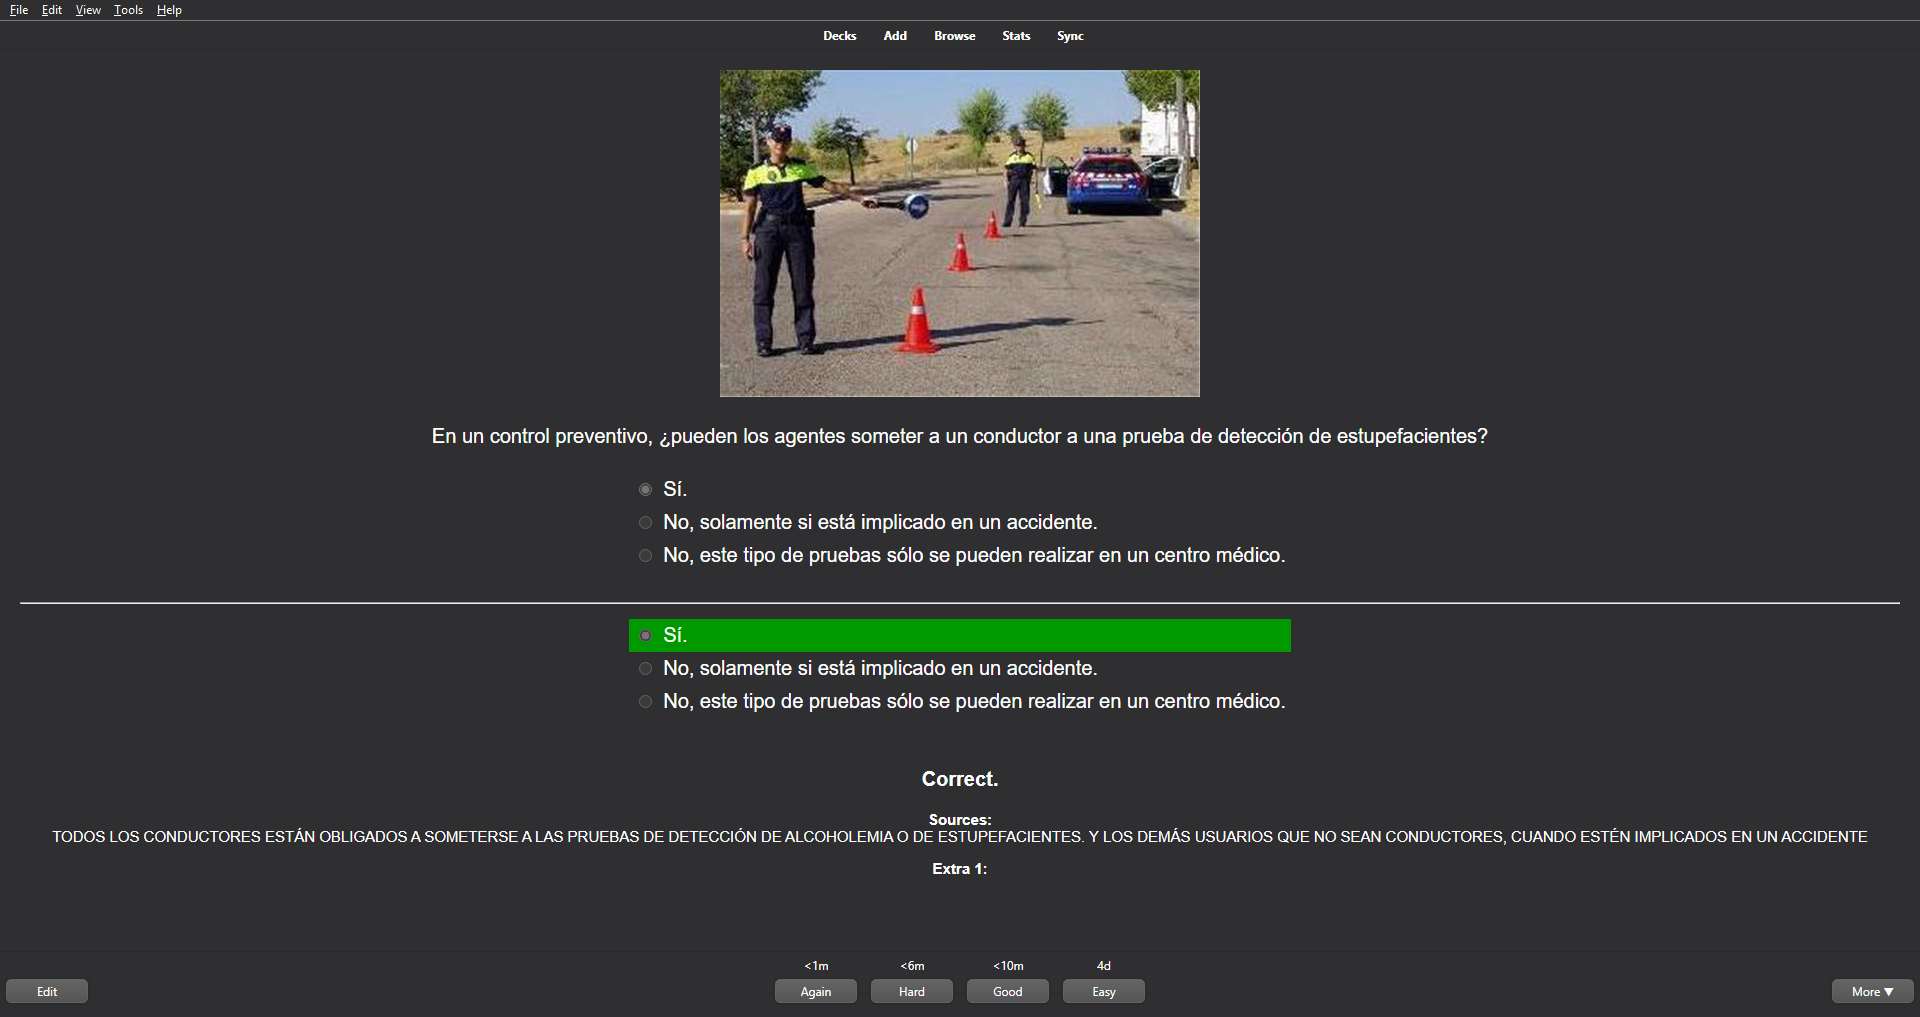 File Edit View Tools Help
Decks Add Browse Stats Sync
En un control preventivo, ¿pueden los agentes someter a un conductor a una prueba de detección de estupefacientes?
Sí.
No, solamente si está implicado en un accidente.
No, este tipo de pruebas sólo se pueden realizar en un centro médico.
Sí.
No, solamente si está implicado en un accidente.
No, este tipo de pruebas sólo se pueden realizar en un centro médico.
Correct.
Sources:
TODOS LOS CONDUCTORES ESTÁN OBLIGADOS A SOMETERSE A LAS PRUEBAS DE DETECCIÓN DE ALCOHOLEMIA O DE ESTUPEFACIENTES. Y LOS DEMÁS USUARIOS QUE NO SEAN CONDUCTORES, CUANDO ESTÉN IMPLICADOS EN UN ACCIDENTE
Extra 1:
<1m <6m <10m 4d
Edit Again Hard Good Easy More ▼